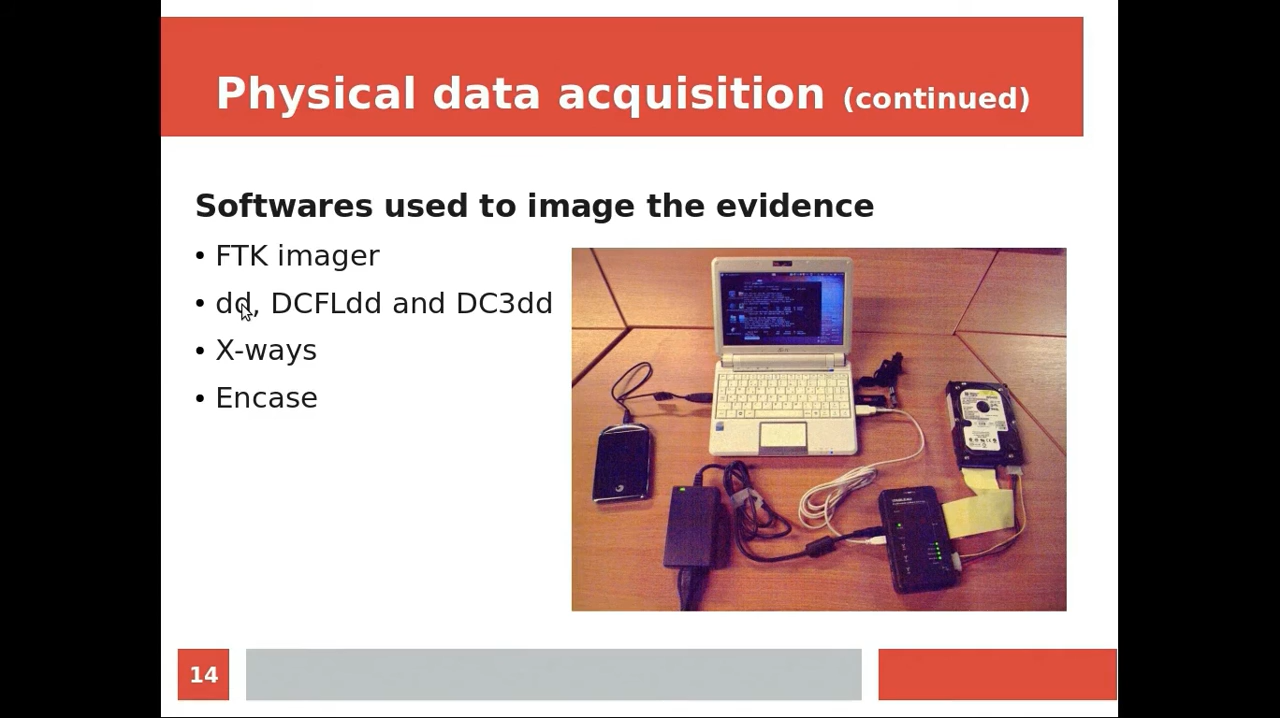 Physical data acquisition (continued)
Softwares used to image the evidence
• FTK imager
• dd, DCFLdd and DC3dd
• X-ways
• Encase
14